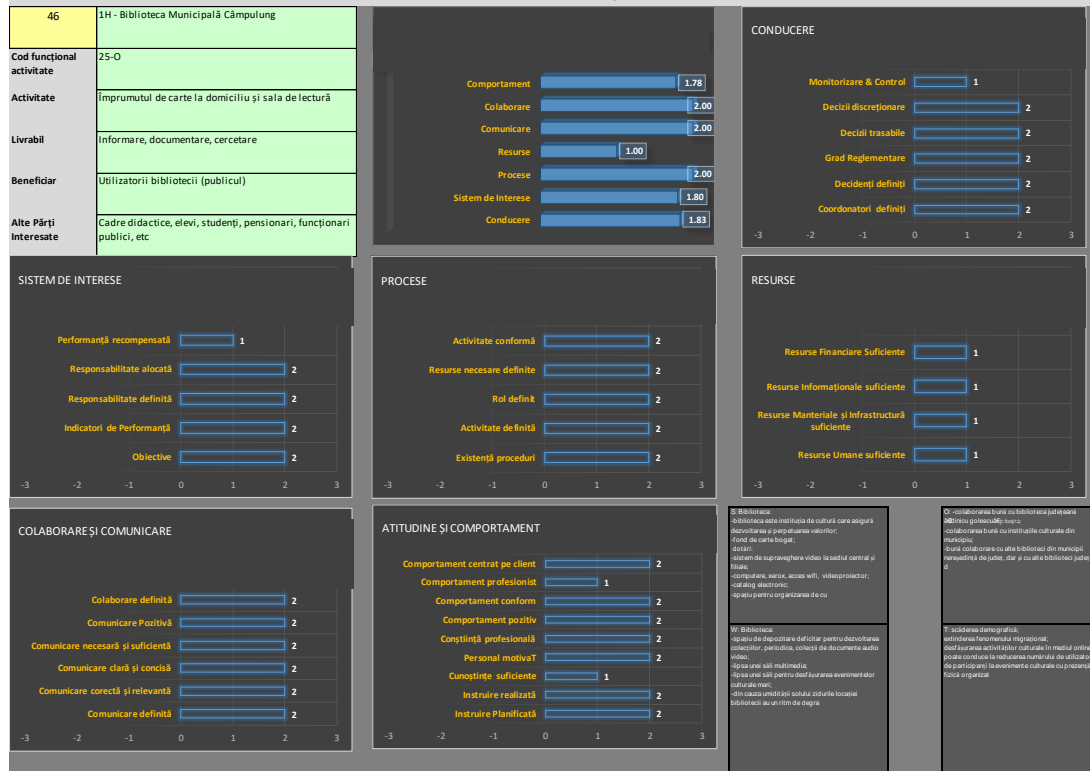 46
1H - Biblioteca Municipală Câmpulung
Cod funcțional
activitate
25-O
Activitate
Împrumutul de carte la domiciliu și sala de lectură
Livrabil
Informare, documentare, cercetare
Beneficiar
Utilizatorii bibliotecii (publicul)
Alte Părți
Interesate
Cadre didactice, elevi, studenți, pensionari, funcționari
publici, etc
Comportament 1.78
Colaborare 2.00
Comunicare 2.00
Resurse 1.00
Procese 2.00
Sistem de Interese 1.80
Conducere 1.83
CONDUCERE
Monitorizare & Control 1
Decizii discreționare 2
Decizii trasabile 2
Grad Reglementare 2
Decidenți definiți 2
Coordonatori definiți 2
-3 -2 -1 0 1 2 3
SISTEM DE INTERESE
Performanță recompensată 1
Responsabilitate alocată 2
Responsabilitate definită 2
Indicatori de Performanță 2
Obiective 2
-3 -2 -1 0 1 2 3
PROCESE
Activitate conformă 2
Resurse necesare definite 2
Rol definit 2
Activitate definită 2
Existență proceduri 2
-3 -2 -1 0 1 2 3
RESURSE
Resurse Financiare Suficiente 1
Resurse Informaționale suficiente 1
Resurse Manteriale și Infrastructură
suficiente 1
Resurse Umane suficiente 1
-3 -2 -1 0 1 2 3
COLABORARE ȘI COMUNICARE
Colaborare definită 2
Comunicare Pozitivă 2
Comunicare necesară și suficientă 2
Comunicare clară și concisă 2
Comunicare corectă și relevantă 2
Comunicare definită 2
-3 -2 -1 0 1 2 3
ATITUDINE ȘI COMPORTAMENT
Comportament centrat pe client 2
Comportament profesionist 1
Comportament conform 2
Comportament pozitiv 2
Conștiință profesională 2
Personal motivaT 2
Cunoștințe suficiente 1
Instruire realizată 2
Instruire Planificată 2
-3 -2 -1 0 1 2 3
S: Biblioteca:
-biblioteca este instituția de cultură care asigură
dezvoltarea și perpetuarea valorilor;
-fond de carte bogat;
dotări:
-sistem de supraveghere video la sediul central și
filiale;
-computere, xerox, acces wifi, videoproiector;
-catalog electronic;
-spațiu pentru organizarea de cu
O: -colaborarea bună cu biblioteca județeană
golescu
-colaborarea bună cu instituțiile culturale din
municipiu;
-bună colaborare cu alte biblioteci din municipii
nereședință de județ, dar și cu alte biblioteci județ
d
W: Biblioteca:
-spațiu de depozitare deficitar pentru dezvoltarea
colecțiilor, periodice, colecții de documente audio
video;
-lipsa unei săli multimedia;
-lipsa unei săli pentru desfășurarea evenimentelor
culturale mari;
-din cauza umidității solului zidurile locației
bibliotecii au un ritm de degra
T: scăderea demografică;
extinderea fenomenului migrațional;
desfășurarea activităților culturale în mediul online
poate conduce la reducerea numărului de utilizato
de participanți la evenimente culturale cu prezență
fizică organizat